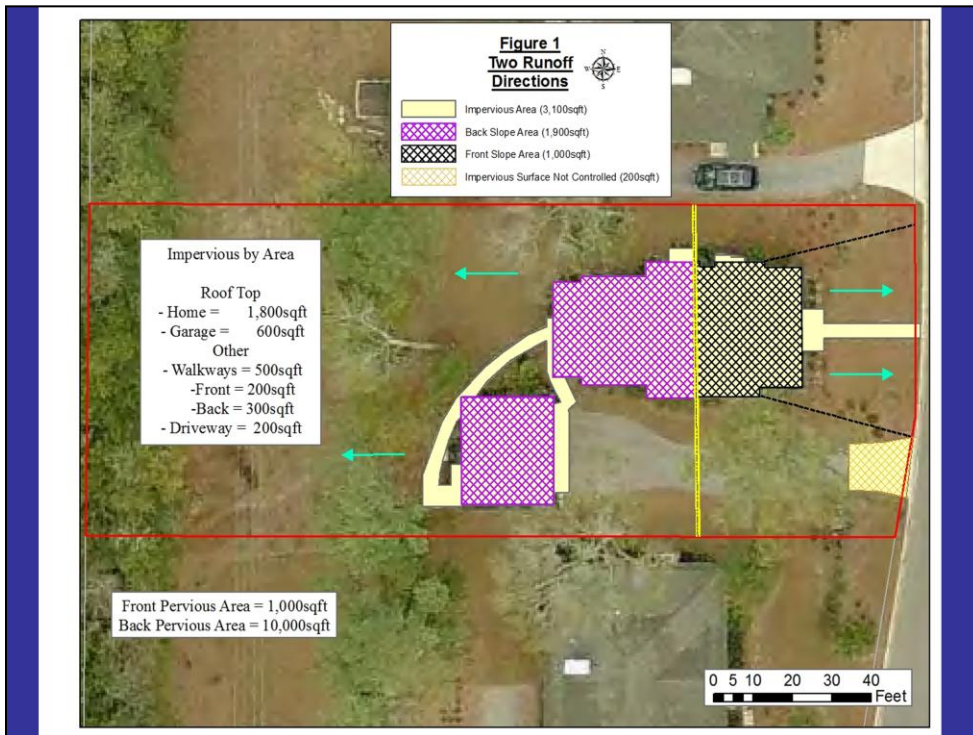 Figure 1
Two Runoff
Directions
N
W E
S
Impervious Area (3,100sqft)
Back Slope Area (1,900sqft)
Front Slope Area (1,000sqft)
Impervious Surface Not Controlled (200sqft)
Impervious by Area
Roof Top
- Home = 1,800sqft
- Garage = 600sqft
Other
- Walkways = 500sqft
-Front = 200sqft
-Back = 300sqft
- Driveway = 200sqft
Front Pervious Area = 1,000sqft
Back Pervious Area = 10,000sqft
0 5 10 20 30 40
Feet